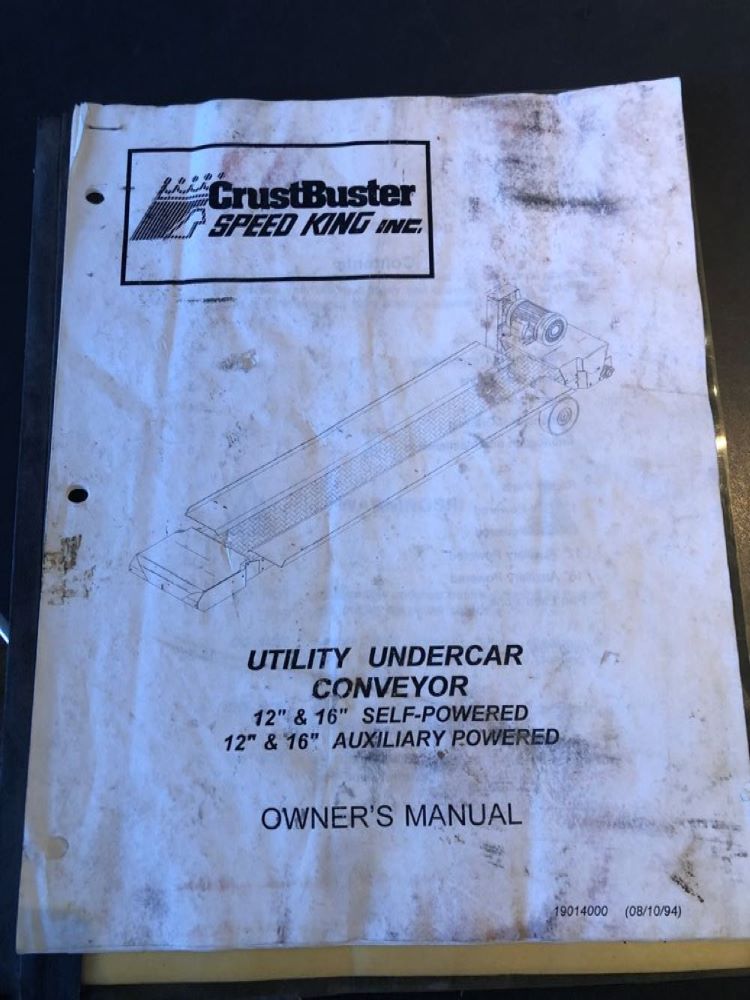 CrustBuster
SPEED KING INC.
UTILITY UNDERCAR
CONVEYOR
12" & 16" SELF-POWERED
12" & 16" AUXILIARY POWERED
OWNER'S MANUAL
19014000 (08/10/94)